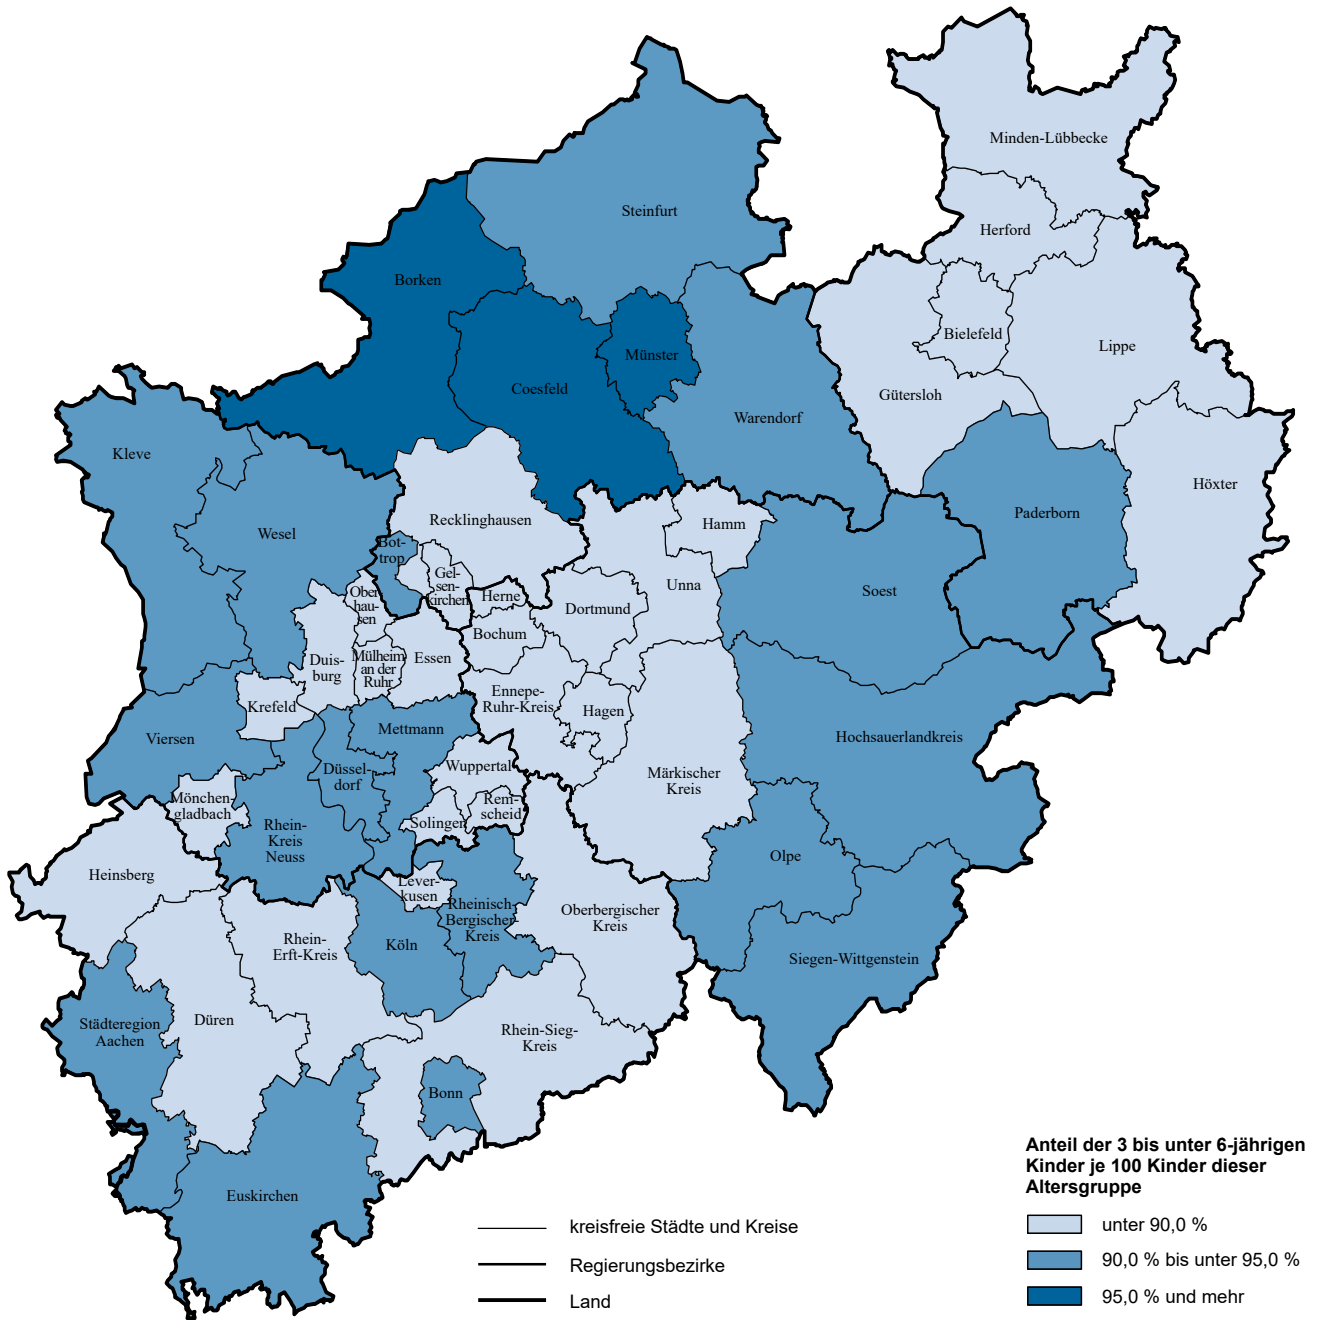 Minden-Lübbecke
Steinfurt
Herford
Borken
Bielefeld
Lippe
Münster
Coesfeld
Gütersloh
Warendorf
Kleve
Höxter
Recklinghausen
Hamm
Paderborn
Wesel
Bot-
trop
Gel-
sen-
kirchen
Unna
Soest
Ober
hau-
sen
Herne
Dortmund
Bochum
Duis-
burg
Mülheim
an der
Ruhr
Essen
Ennepe-
Ruhr-Kreis
Krefeld
Hagen
Viersen
Mettmann
Hochsauerlandkreis
Düssel-
dorf
Wuppertal
Märkischer
Kreis
Mönchen-
gladbach
Rem-
scheid
Solingen
Rhein-
Kreis
Neuss
Olpe
Heinsberg
Lever-
kusen
Rheinisch
Bergischer-
Kreis
Oberbergischer
Kreis
Rhein-
Erft-Kreis
Köln
Siegen-Wittgenstein
Städteregion
Aachen
Düren
Rhein-Sieg-
Kreis
Bonn
Euskirchen
kreisfreie Städte und Kreise
Regierungsbezirke
Land
Anteil der 3 bis unter 6-jährigen
Kinder je 100 Kinder dieser
Altersgruppe
unter 90,0 %
90,0 % bis unter 95,0 %
95,0 % und mehr